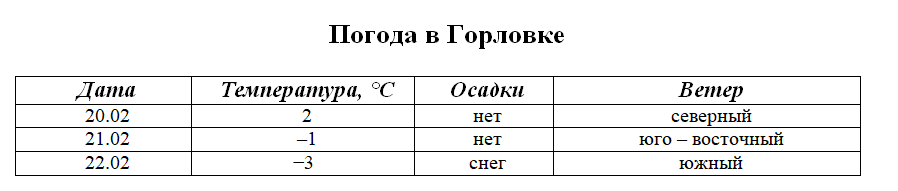 Погода в Горловке
Дата Температура, °С Осадки Ветер
20.02 2 нет северный
21.02 –1 нет юго – восточный
22.02 −3 снег южный